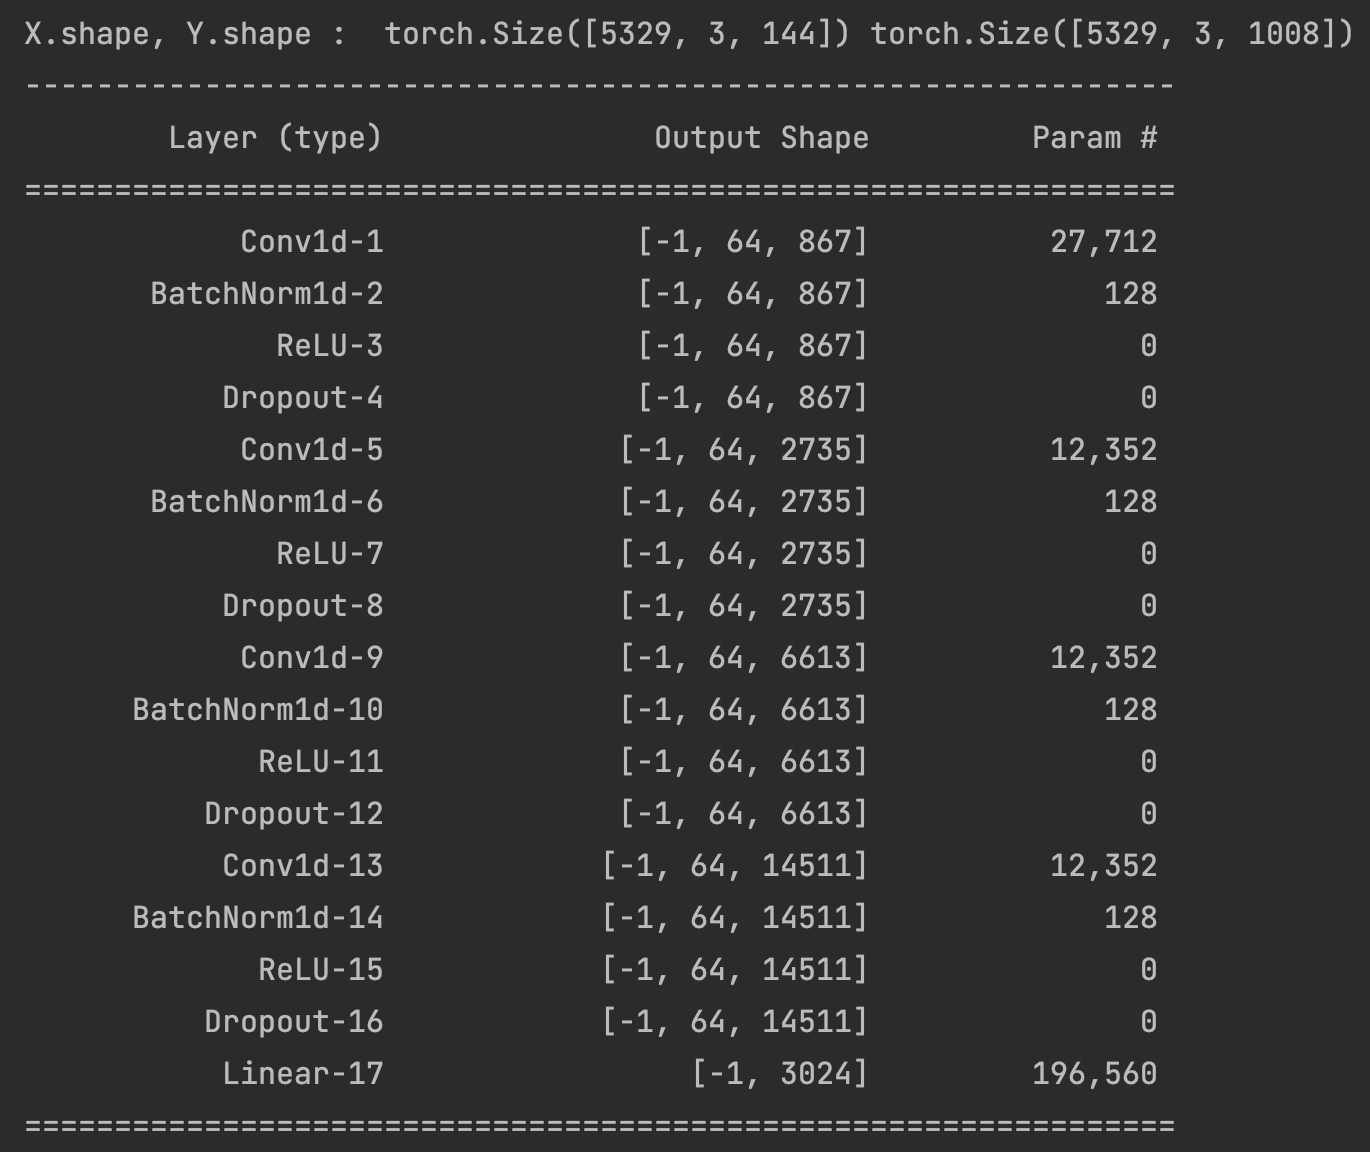 X.shape, Y.shape :  torch.Size([5329, 3, 144]) torch.Size([5329, 3, 1008])
----------------------------------------------------------------
Layer (type) Output Shape Param #
================================================================
Conv1d-1 [-1, 64, 867] 27,712
BatchNorm1d-2 [-1, 64, 867] 128
ReLU-3 [-1, 64, 867] 0
Dropout-4 [-1, 64, 867] 0
Conv1d-5 [-1, 64, 2735] 12,352
BatchNorm1d-6 [-1, 64, 2735] 128
ReLU-7 [-1, 64, 2735] 0
Dropout-8 [-1, 64, 2735] 0
Conv1d-9 [-1, 64, 6613] 12,352
BatchNorm1d-10 [-1, 64, 6613] 128
ReLU-11 [-1, 64, 6613] 0
Dropout-12 [-1, 64, 6613] 0
Conv1d-13 [-1, 64, 14511] 12,352
BatchNorm1d-14 [-1, 64, 14511] 128
ReLU-15 [-1, 64, 14511] 0
Dropout-16 [-1, 64, 14511] 0
Linear-17 [-1, 3024] 196,560
================================================================